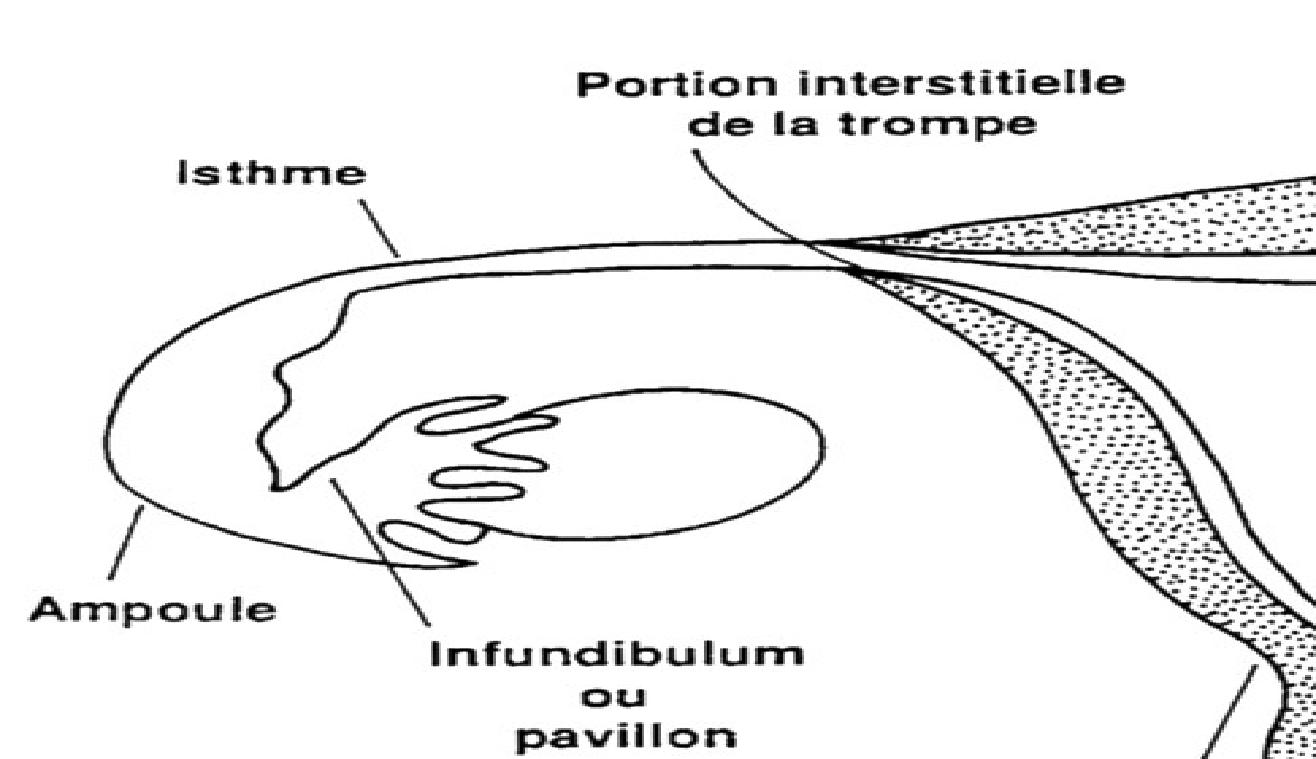 Portion interstitielle
de la trompe
Isthme
Ampoule
Infundibulum
ou
pavillon